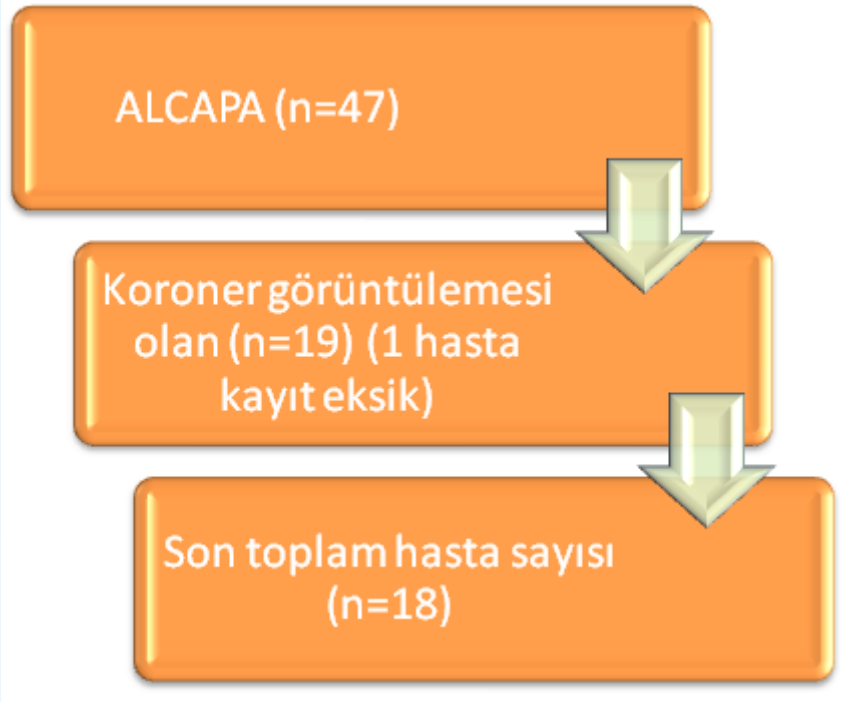 ALCAPA (n=47)
Koroner görüntülemesi
olan (n=19) (1 hasta
kayıt eksik)
Son toplam hasta sayısı
(n=18)